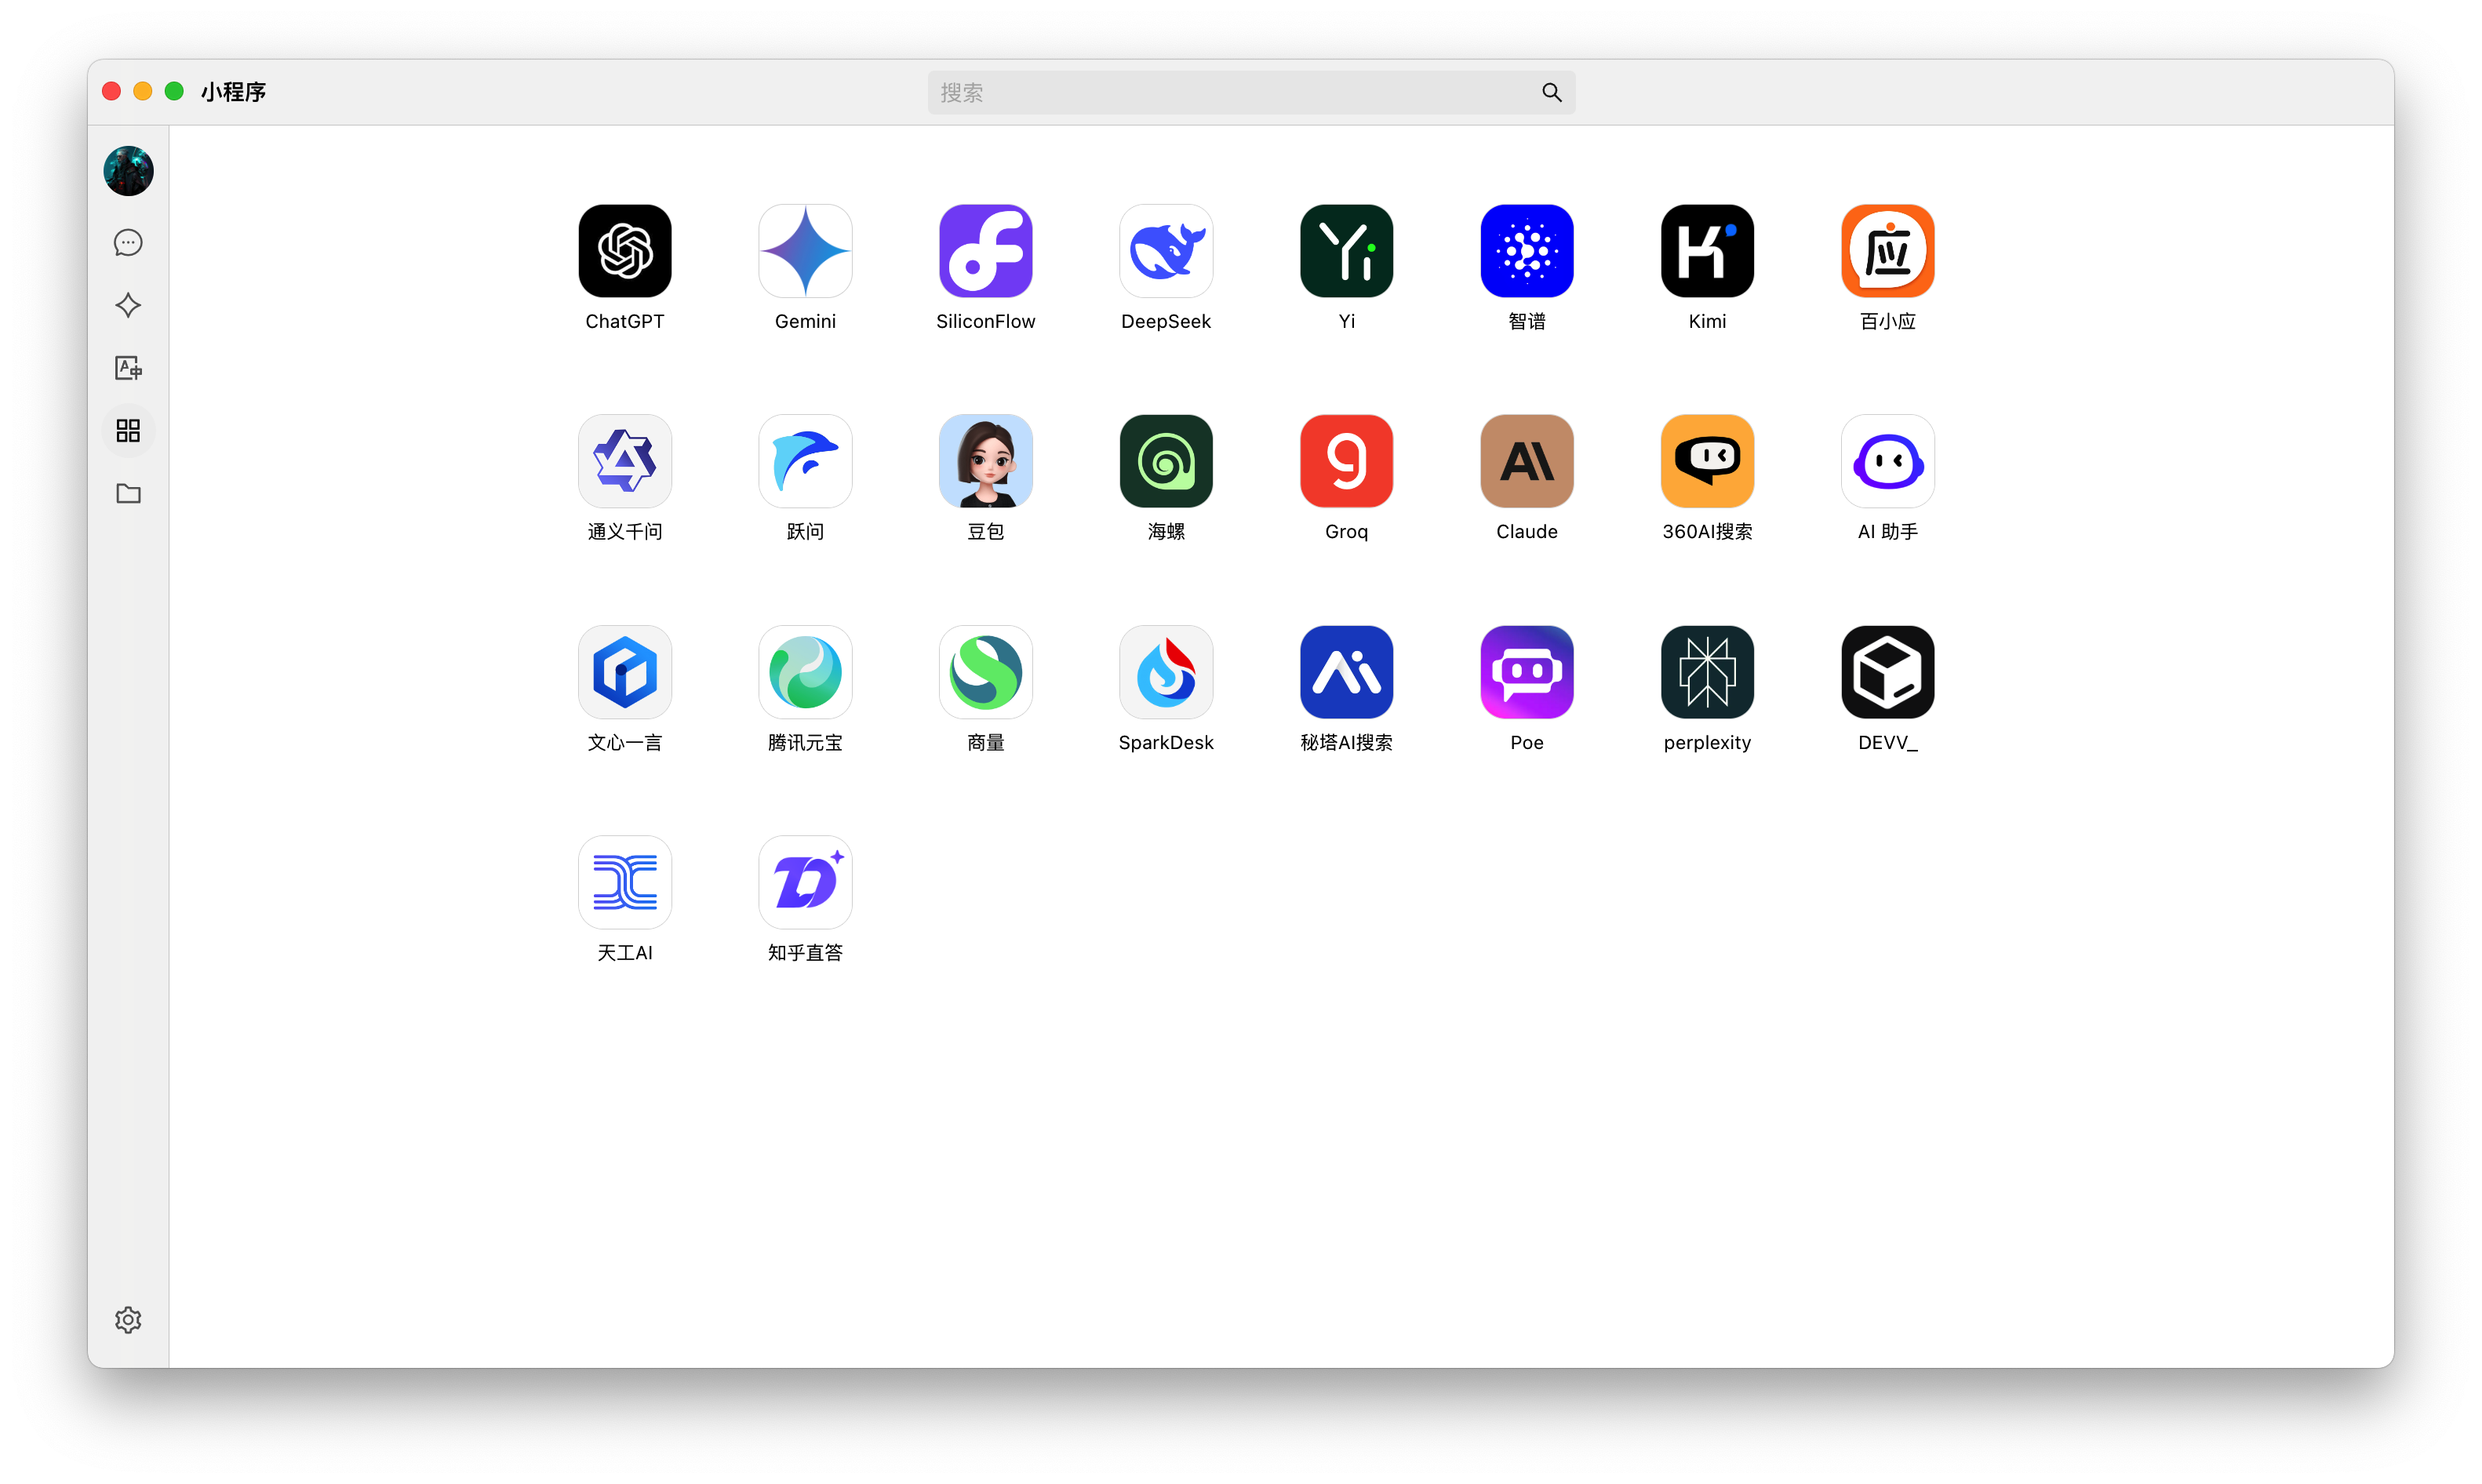 小程序
搜索
ChatGPT
Gemini
SiliconFlow
DeepSeek
Yi
智谱
Kimi
百小应
通义千问
跃问
豆包
海螺
Groq
Claude
360AI搜索
AI 助手
文心一言
腾讯元宝
商量
SparkDesk
秘塔AI搜索
Poe
perplexity
DEVV_
天工AI
知乎直答